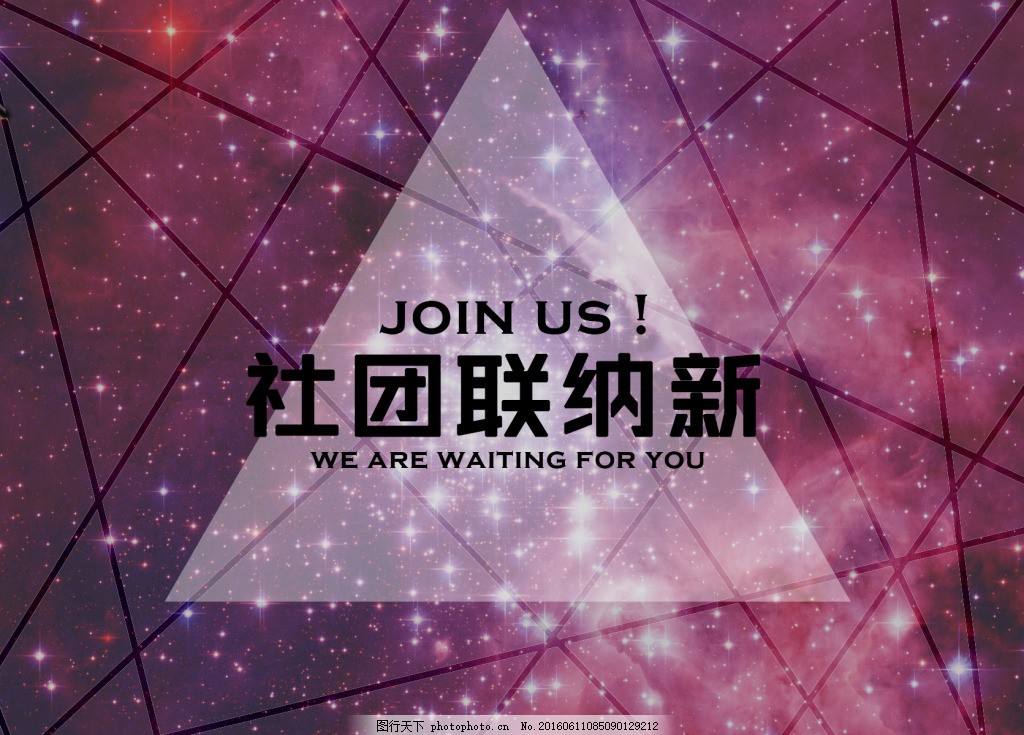 JOIN US！
社团联纳新
WE ARE WAITING FOR YOU
图行天下 photophoto.cn No.20160611085090129212